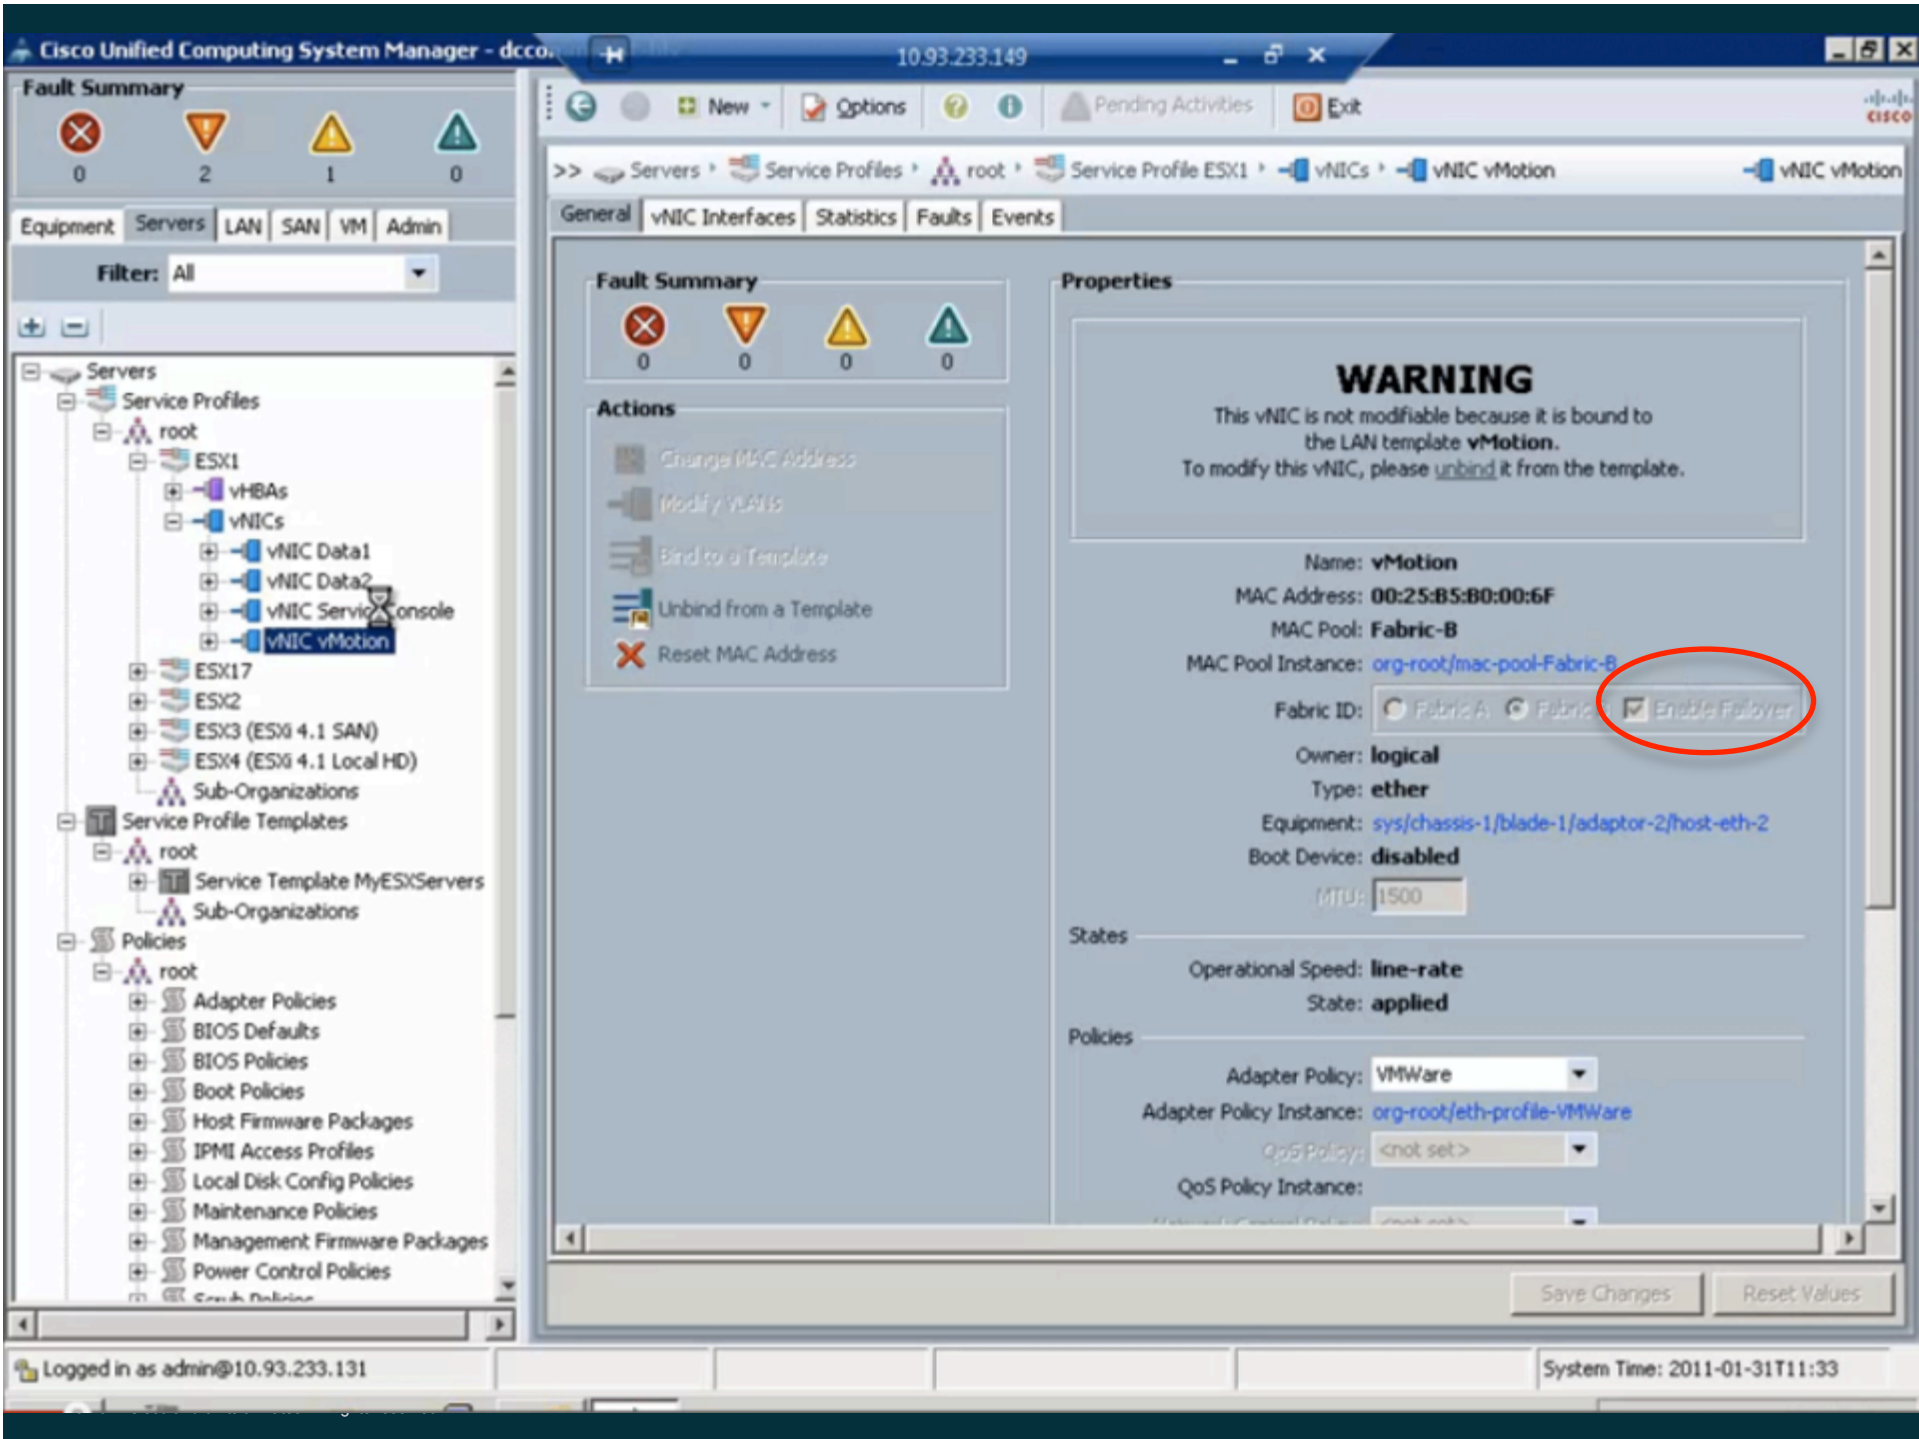 Cisco Unified Computing System Manager - dcco
10.93.233.149
Fault Summary
0 2 1 0
New Options Pending Activities Exit
CISCO
>> Servers Service Profiles root Service Profile ESX1 vNICs vNIC vMotion vNIC vMotion
Equipment Servers LAN SAN VM Admin
General vNIC Interfaces Statistics Faults Events
Filter: All
Servers
Service Profiles
root
ESX1
vHBAs
vNICs
vNIC Data1
vNIC Data2
vNIC Service Console
vNIC vMotion
ESX17
ESX2
ESX3 (ESXi 4.1 SAN)
ESX4 (ESXi 4.1 Local HD)
Sub-Organizations
Service Profile Templates
root
Service Template MyESXServers
Sub-Organizations
Policies
root
Adapter Policies
BIOS Defaults
BIOS Policies
Boot Policies
Host Firmware Packages
IPMI Access Profiles
Local Disk Config Policies
Maintenance Policies
Management Firmware Packages
Power Control Policies
Scrub Policies
Fault Summary
0 0 0 0
Actions
Change MAC Address
Modify VLANs
Bind to a Template
Unbind from a Template
Reset MAC Address
Properties
WARNING
This vNIC is not modifiable because it is bound to
the LAN template vMotion.
To modify this vNIC, please unbind it from the template.
Name: vMotion
MAC Address: 00:25:B5:B0:00:6F
MAC Pool: Fabric-B
MAC Pool Instance: org-root/mac-pool-Fabric-B
Fabric ID: Fabric A Fabric Enable Failover
Owner: logical
Type: ether
Equipment: sys/chassis-1/blade-1/adaptor-2/host-eth-2
Boot Device: disabled
MTU: 1500
States
Operational Speed: line-rate
State: applied
Policies
Adapter Policy: VMWare
Adapter Policy Instance: org-root/eth-profile-VMWare
QoS Policy: <not set>
QoS Policy Instance:
<not set>
Save Changes Reset Values
Logged in as admin@10.93.233.131
System Time: 2011-01-31T11:33